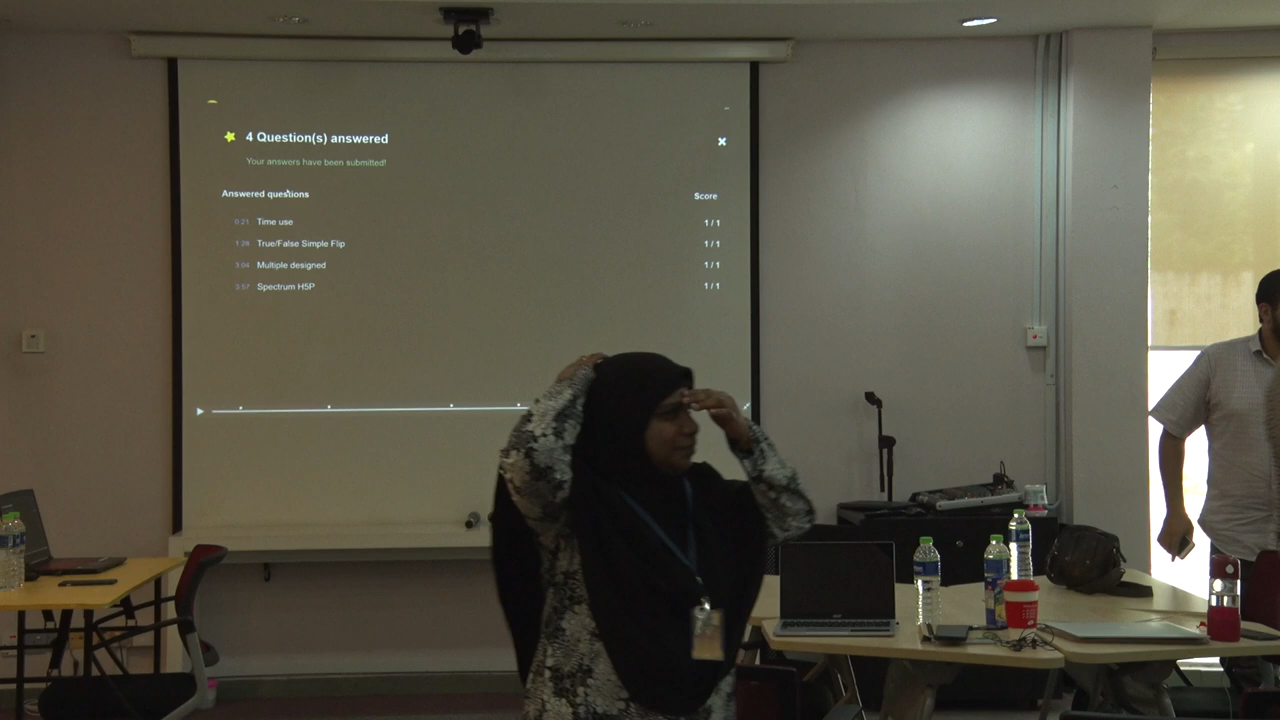 4 Question(s) answered
Your answers have been submitted!
Answered questions Score
0:21 Time use 1 / 1
1:28 True/False Simple Flip 1 / 1
3:04 Multiple designed 1 / 1
3:57 Spectrum H5P 1 / 1